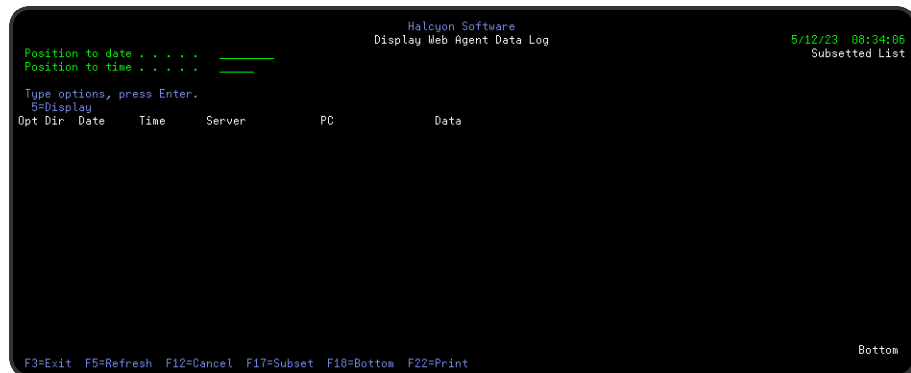 Halcyon Software
Display Web Agent Data Log 5/12/23 08:34:06
Position to date . . . . . ________ Subsetted List
Position to time . . . . . _____
Type options, press Enter.
5=Display
Opt Dir Date Time Server PC Data
Bottom
F3=Exit F5=Refresh F12=Cancel F17=Subset F18=Bottom F22=Print